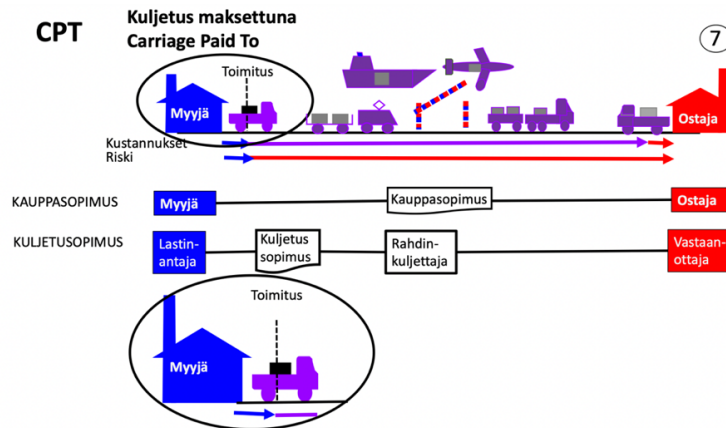 CPT
Kuljetus maksettuna
Carriage Paid To
7
Toimitus
Myyjä
Ostaja
Kustannukset
Riski
KAUPPASOPIMUS
Myyjä
Kauppasopimus
Ostaja
KULJETUSOPIMUS
Lastin-
antaja
Kuljetus
sopimus
Rahdin-
kuljettaja
Vastaan-
ottaja
Toimitus
Myyjä